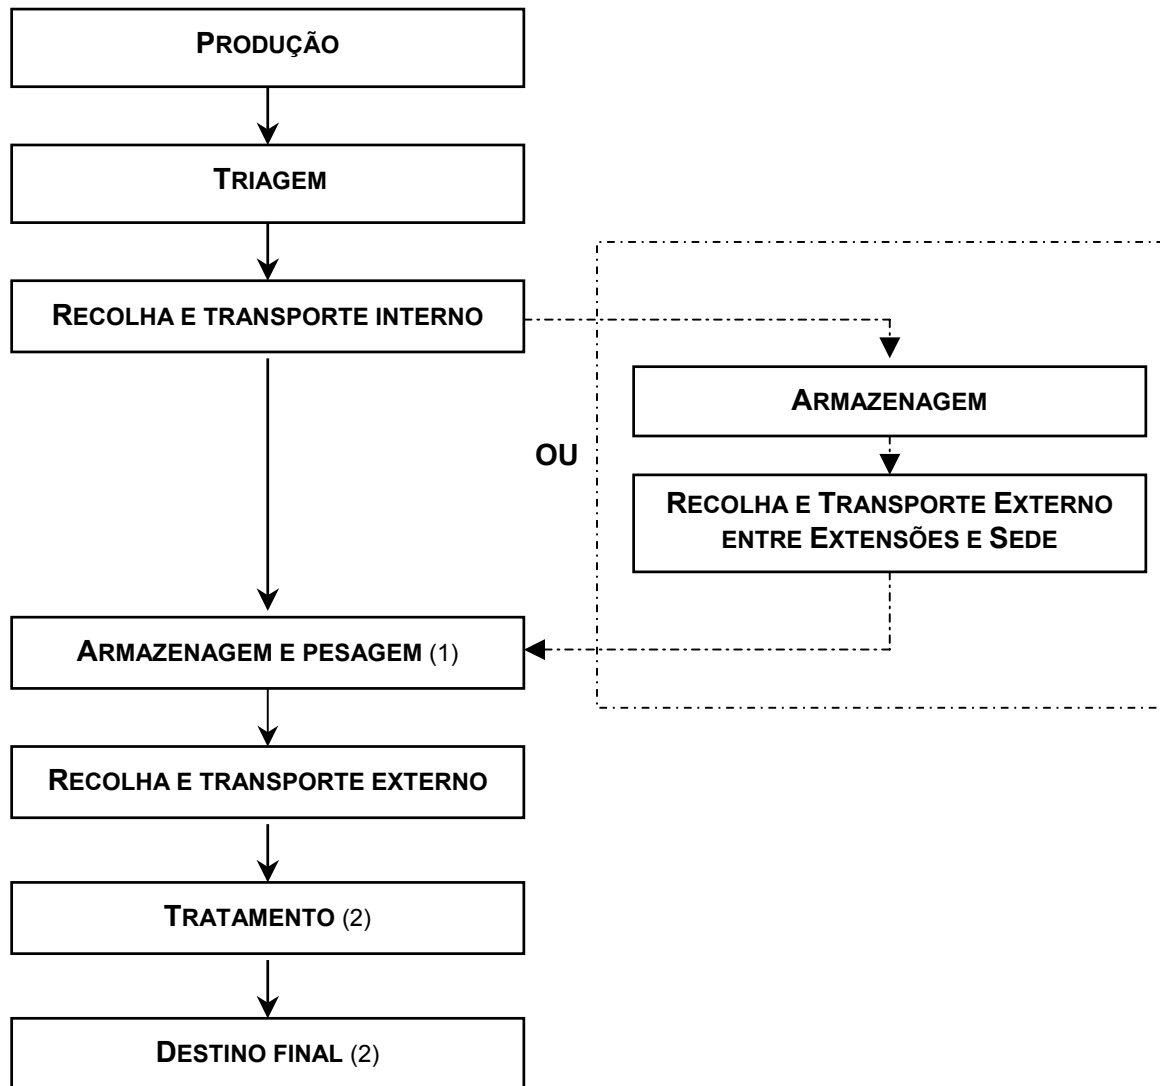 PRODUÇÃO
TRIAGEM
RECOLHA E TRANSPORTE INTERNO
ARMAZENAGEM
OU
RECOLHA E TRANSPORTE EXTERNO
ENTRE EXTENSÕES E SEDE
ARMAZENAGEM E PESAGEM (1)
RECOLHA E TRANSPORTE EXTERNO
TRATAMENTO (2)
DESTINO FINAL (2)